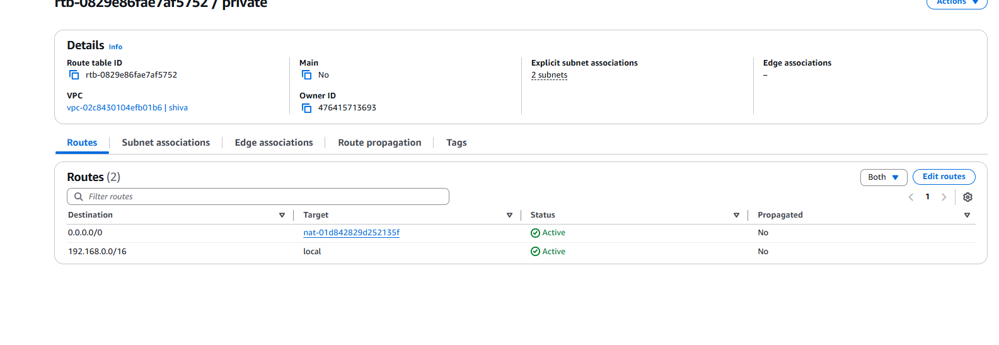 rtb-0829e86fae7af5752 / private
Actions
Details Info
Route table ID
rtb-0829e86fae7af5752
Main
No
Explicit subnet associations
2 subnets
Edge associations
–
VPC
vpc-02c8430104efb01b6 | shiva
Owner ID
476415713693
Routes
Subnet associations
Edge associations
Route propagation
Tags
Routes (2)
Both
Edit routes
Filter routes
1
Destination Target Status Propagated
0.0.0.0/0 nat-01d842829d252135f Active No
192.168.0.0/16 local Active No